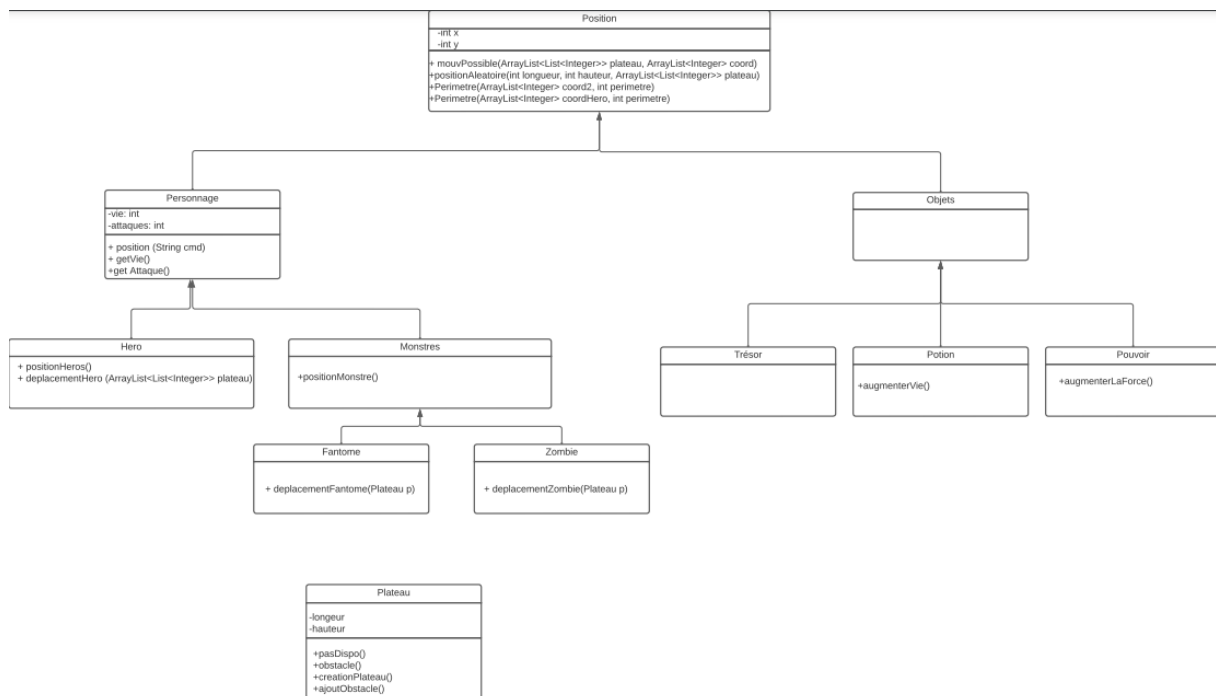 Position
-int x
-int y
+ mouvPossible(ArrayList<List<Integer>> plateau, ArrayList<Integer> coord)
+positionAleatoire(int longueur, int hauteur, ArrayList<List<Integer>> plateau)
+Perimetre(ArrayList<Integer> coord2, int perimetre)
+Perimetre(ArrayList<Integer> coordHero, int perimetre)
Personnage
-vie: int
-attaques: int
+ position (String cmd)
+ getVie()
+get Attaque()
Objets
Hero
+ positionHeros()
+ deplacementHero (ArrayList<List<Integer>> plateau)
Monstres
+positionMonstre()
Trésor
Potion
+augmenterVie()
Pouvoir
+augmenterLaForce()
Fantome
+ deplacementFantome(Plateau p)
Zombie
+ deplacementZombie(Plateau p)
Plateau
-longeur
-hauteur
+pasDispo()
+obstacle()
+creationPlateau()
+ajoutObstacle()